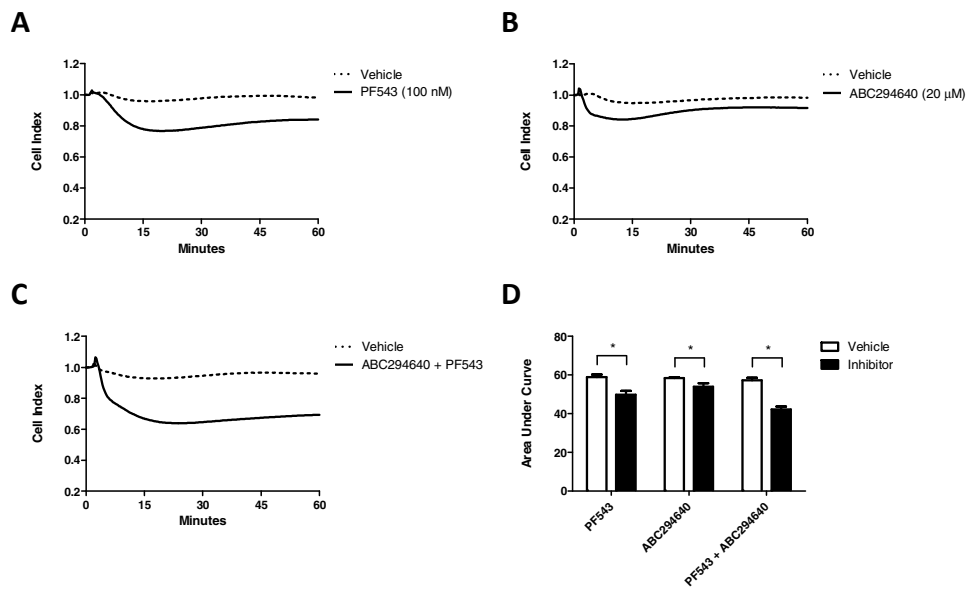 A
1.2
1.0
0.8
0.6
0.4
0.2
Cell Index
0 15 30 45 60
Minutes
Vehicle
PF543 (100 nM)
B
1.2
1.0
0.8
0.6
0.4
0.2
Cell Index
0 15 30 45 60
Minutes
Vehicle
ABC294640 (20 μM)
C
1.2
1.0
0.8
0.6
0.4
0.2
Cell Index
0 15 30 45 60
Minutes
Vehicle
ABC294640 + PF543
D
80
60
40
20
0
Area Under Curve
* * *
PF543
ABC294640
PF543 + ABC294640
Vehicle
Inhibitor